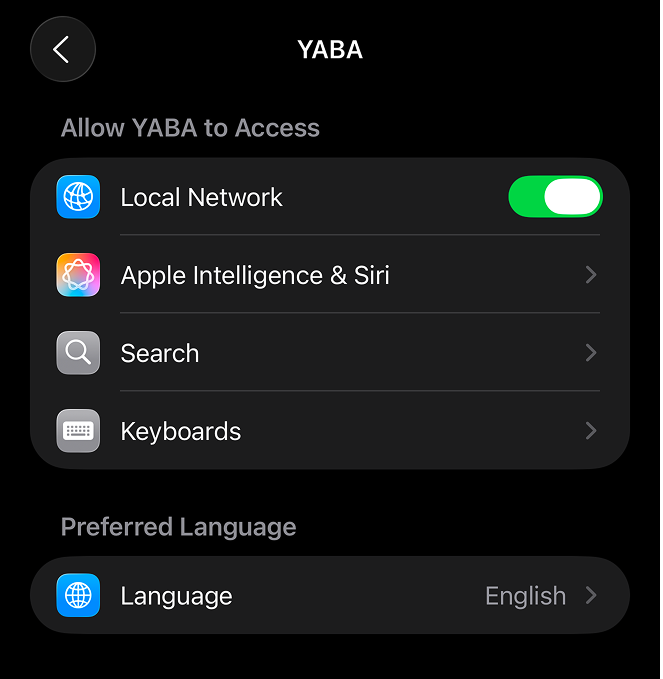 YABA
Allow YABA to Access
Local Network
Apple Intelligence & Siri
Search
Keyboards
Preferred Language
Language English